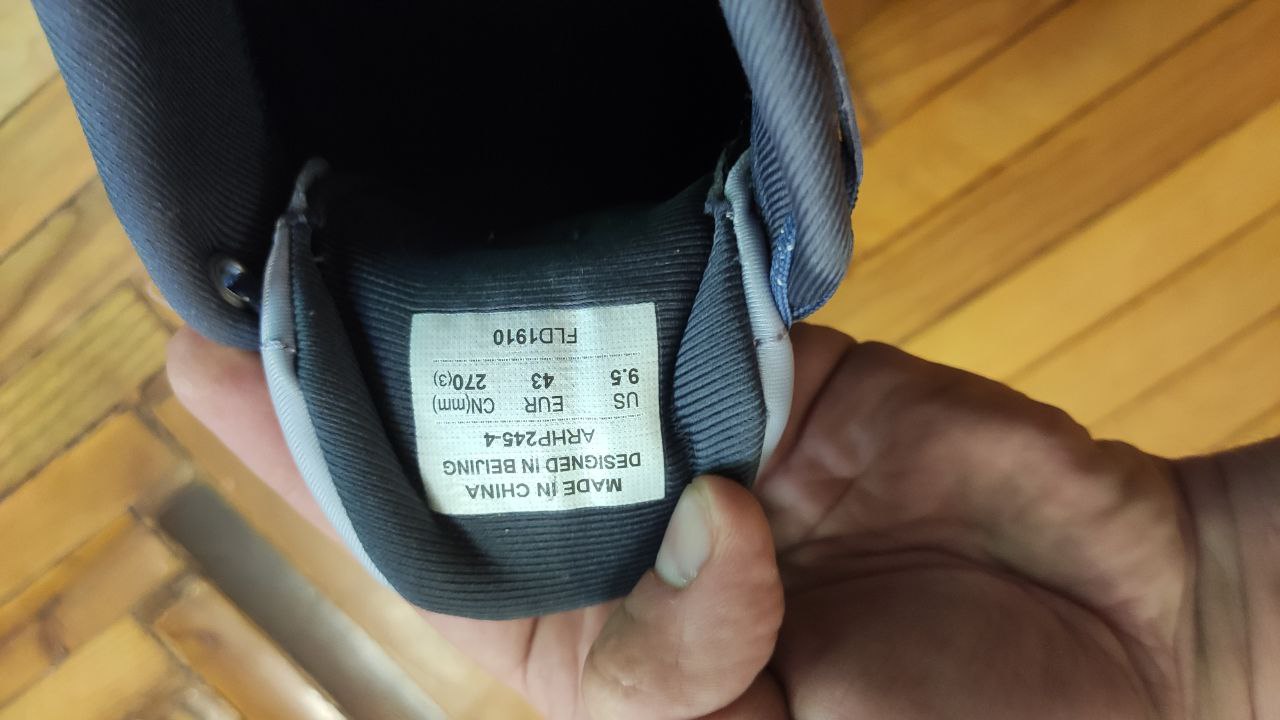 MADE IN CHINA
DESIGNED IN BEIJING
ARHP245-4
US EUR CN(mm)
9.5 43 270(3)
FLD1910